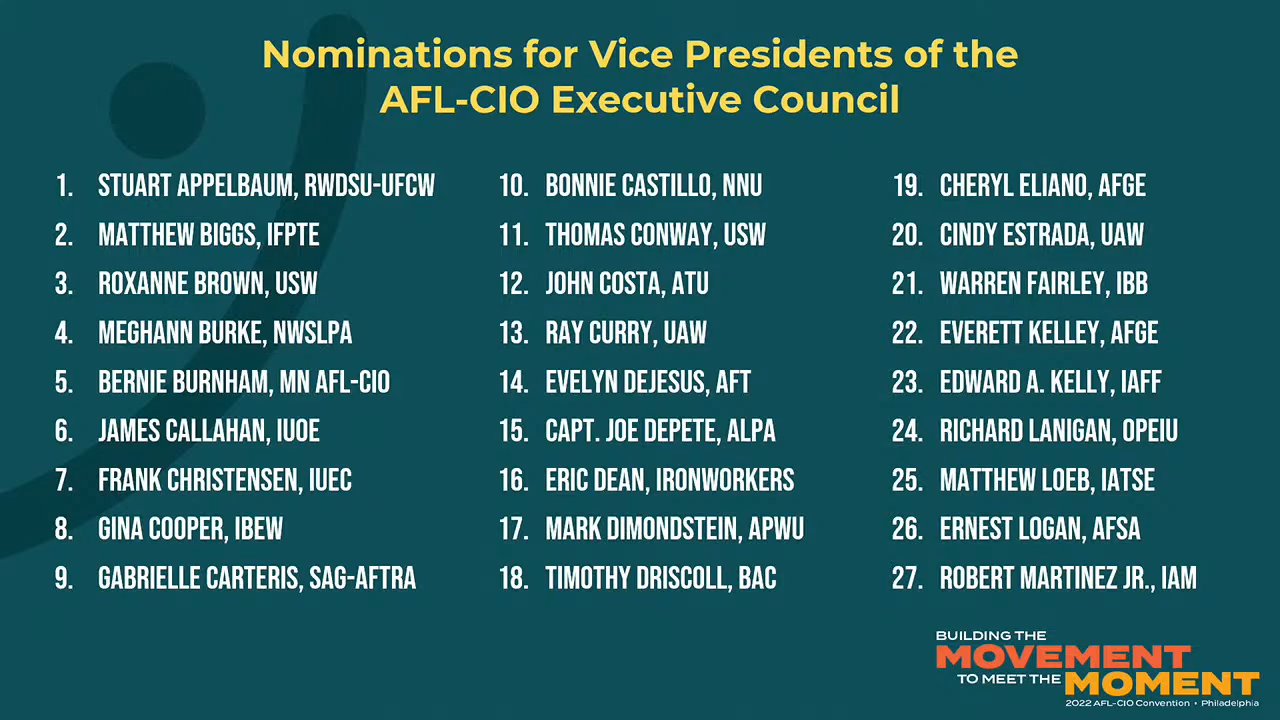 Nominations for Vice Presidents of the
AFL-CIO Executive Council
1. STUART APPELBAUM, RWDSU-UFCW
2. MATTHEW BIGGS, IFPTE
3. ROXANNE BROWN, USW
4. MEGHANN BURKE, NWSLPA
5. BERNIE BURNHAM, MN AFL-CIO
6. JAMES CALLAHAN, IUOE
7. FRANK CHRISTENSEN, IUEC
8. GINA COOPER, IBEW
9. GABRIELLE CARTERIS, SAG-AFTRA
10. BONNIE CASTILLO, NNU
11. THOMAS CONWAY, USW
12. JOHN COSTA, ATU
13. RAY CURRY, UAW
14. EVELYN DEJESUS, AFT
15. CAPT. JOE DEPETE, ALPA
16. ERIC DEAN, IRONWORKERS
17. MARK DIMONDSTEIN, APWU
18. TIMOTHY DRISCOLL, BAC
19. CHERYL ELIANO, AFGE
20. CINDY ESTRADA, UAW
21. WARREN FAIRLEY, IBB
22. EVERETT KELLEY, AFGE
23. EDWARD A. KELLY, IAFF
24. RICHARD LANIGAN, OPEIU
25. MATTHEW LOEB, IATSE
26. ERNEST LOGAN, AFSA
27. ROBERT MARTINEZ JR., IAM
BUILDING THE
MOVEMENT
TO MEET THE MOMENT
2022 AFL-CIO Convention • Philadelphia